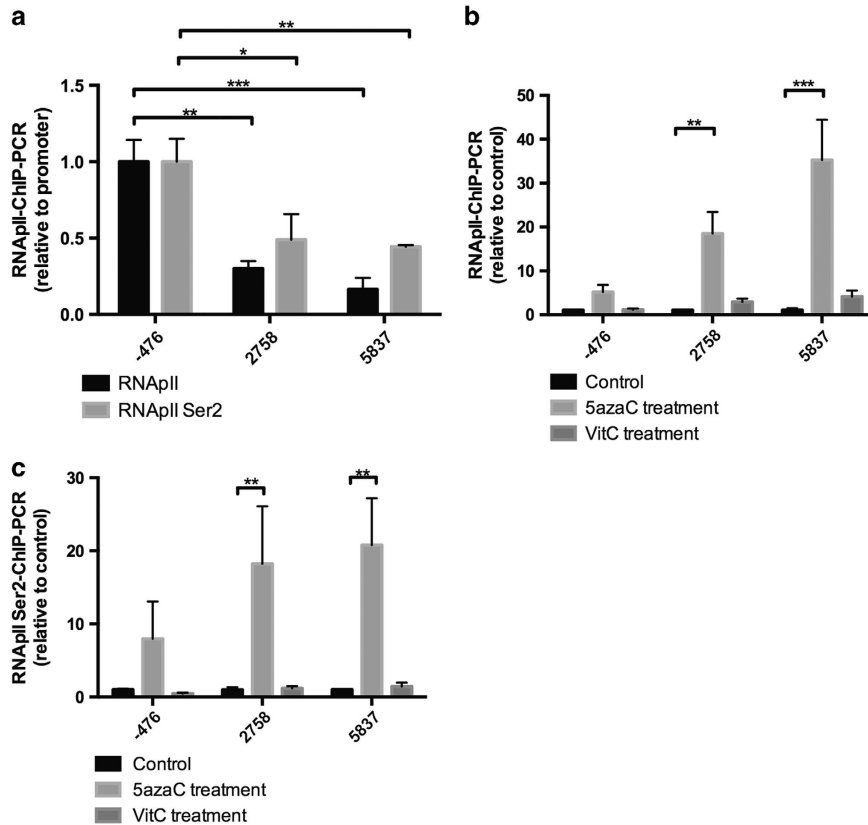 a
**
*
***
**
RNApII-ChIP-PCR
(relative to promoter)
1.5
1.0
0.5
0.0
-476
2758
5837
RNApII
RNApII Ser2
b
***
**
RNApII-ChIP-PCR
(relative to control)
50
40
30
20
10
0
-476
2758
5837
Control
5azaC treatment
VitC treatment
c
**
**
RNApII Ser2-ChIP-PCR
(relative to control)
30
20
10
0
-476
2758
5837
Control
5azaC treatment
VitC treatment